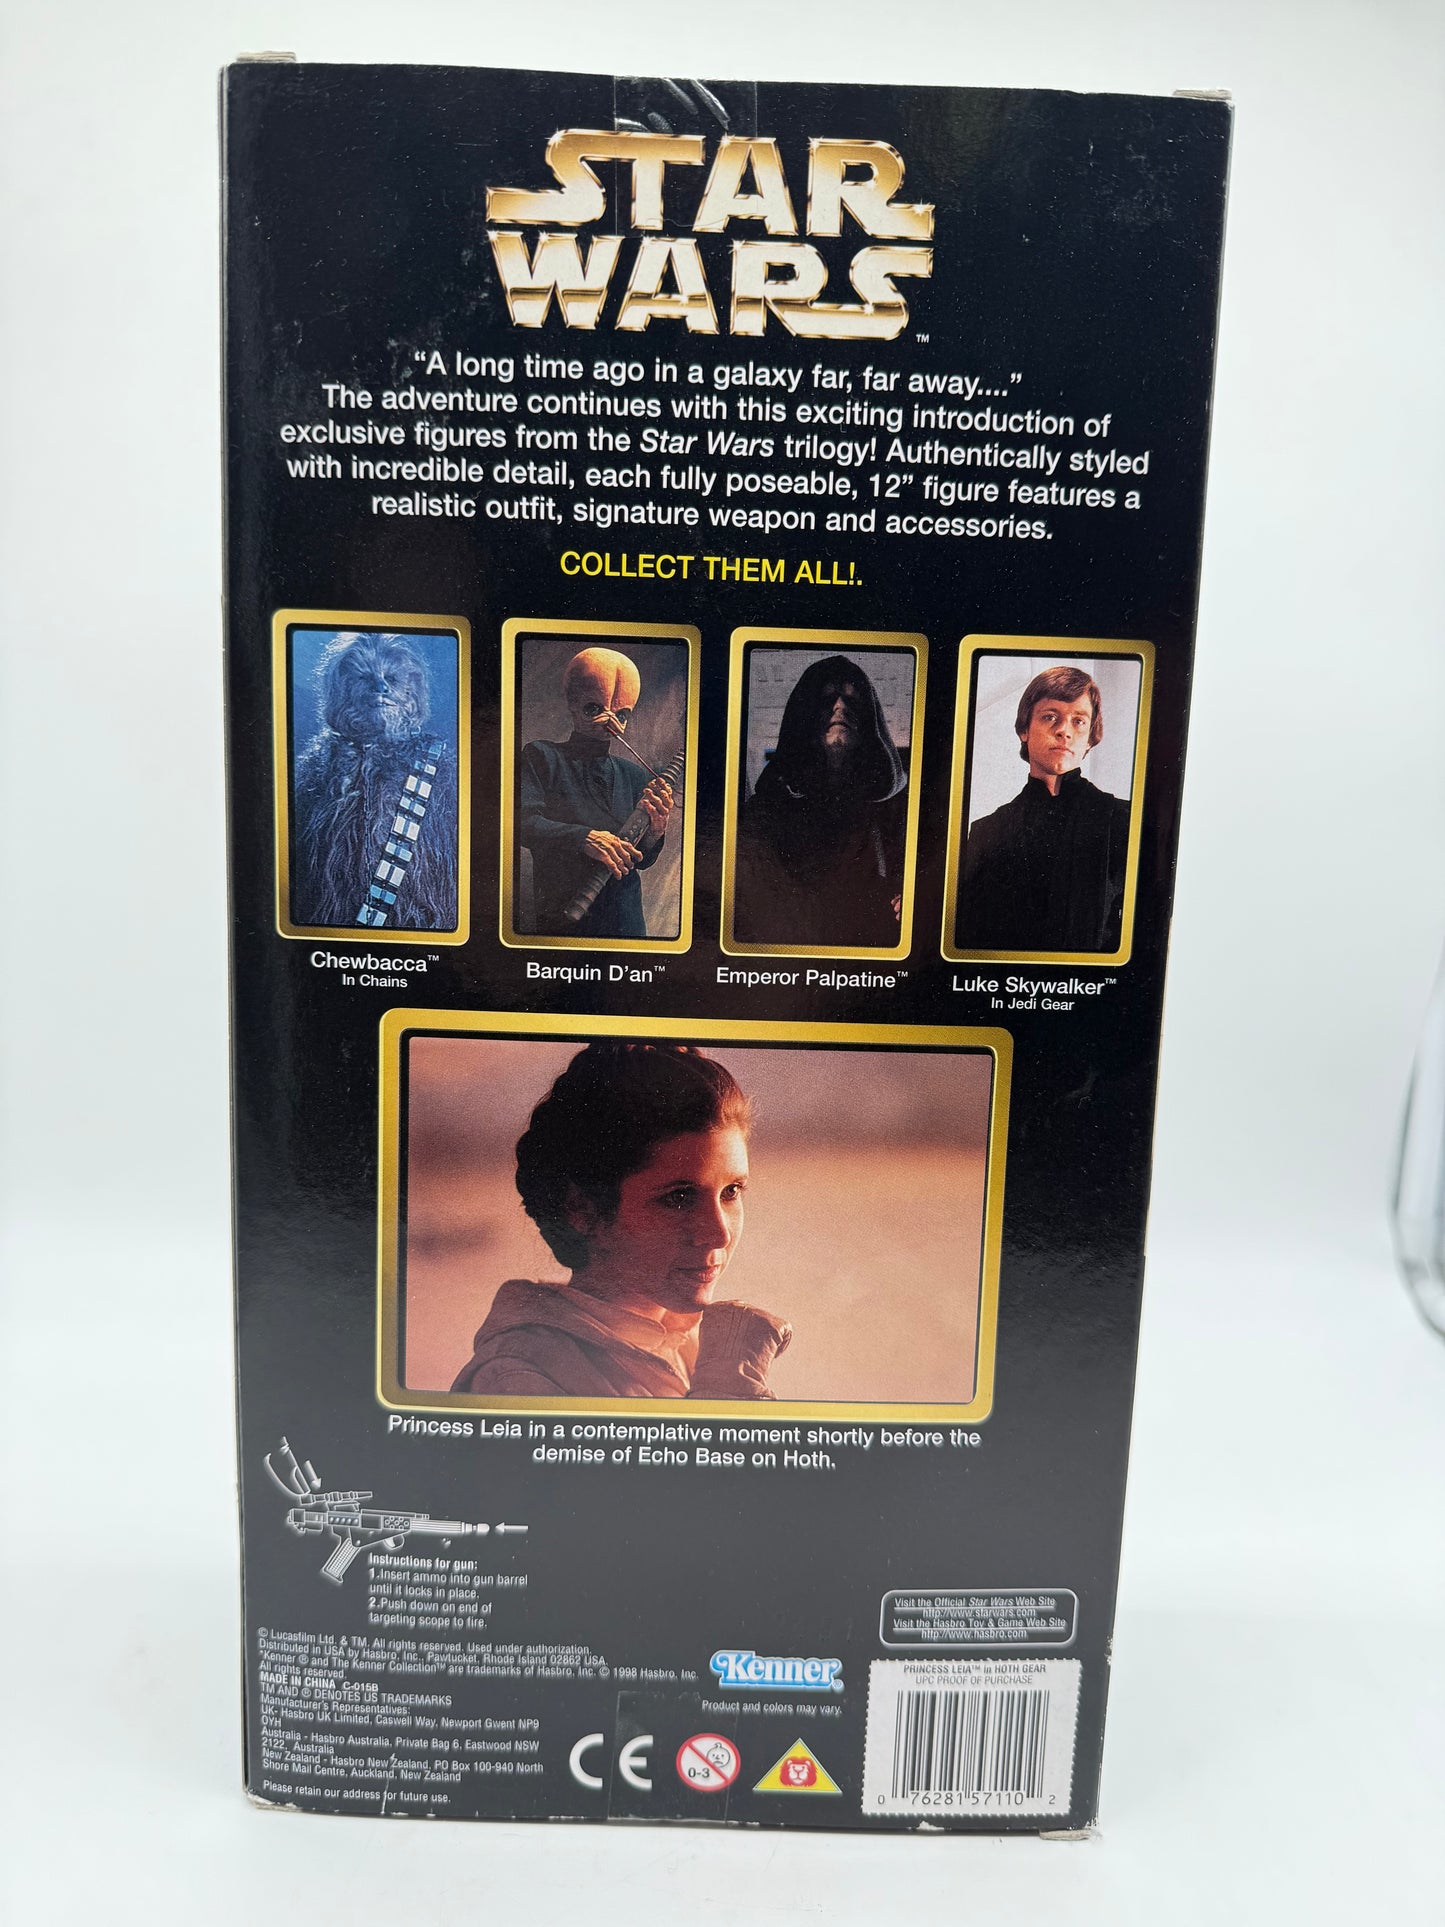 STAR
WARS™
“A long time ago in a galaxy far, far away....”
The adventure continues with this exciting introduction of
exclusive figures from the Star Wars trilogy! Authentically styled
with incredible detail, each fully poseable, 12” figure features a
realistic outfit, signature weapon and accessories.
COLLECT THEM ALL!.
Chewbacca™
In Chains
Barquin D’an™
Emperor Palpatine™
Luke Skywalker™
In Jedi Gear
Princess Leia in a contemplative moment shortly before the
demise of Echo Base on Hoth.
Instructions for gun:
1.Insert ammo into gun barrel
until it locks in place.
2.Push down on end of
targeting scope to fire.
© Lucasfilm Ltd. & TM. All rights reserved. Used under authorization.
Distributed in USA by Hasbro, Inc., Pawtucket, Rhode Island 02862 USA.
*Kenner ® and The Kenner Collection™ are trademarks of Hasbro, Inc. © 1998 Hasbro, Inc.
All rights reserved.
MADE IN CHINA C-015B
TM AND ® DENOTES US TRADEMARKS
Manufacturer's Representatives:
UK- Hasbro UK Limited, Caswell Way, Newport Gwent NP9
OYH
Australia - Hasbro Australia, Private Bag 6, Eastwood NSW
2122, Australia
New Zealand - Hasbro New Zealand, PO Box 100-940 North
Shore Mail Centre, Auckland, New Zealand
Please retain our address for future use.
Kenner®
Product and colors may vary.
CE
0-3
Visit the Official Star Wars Web Site
http://www.starwars.com
Visit the Hasbro Toy & Game Web Site
http://www.hasbro.com
PRINCESS LEIA™ in HOTH GEAR
UPC PROOF OF PURCHASE
0 76281 57110 2